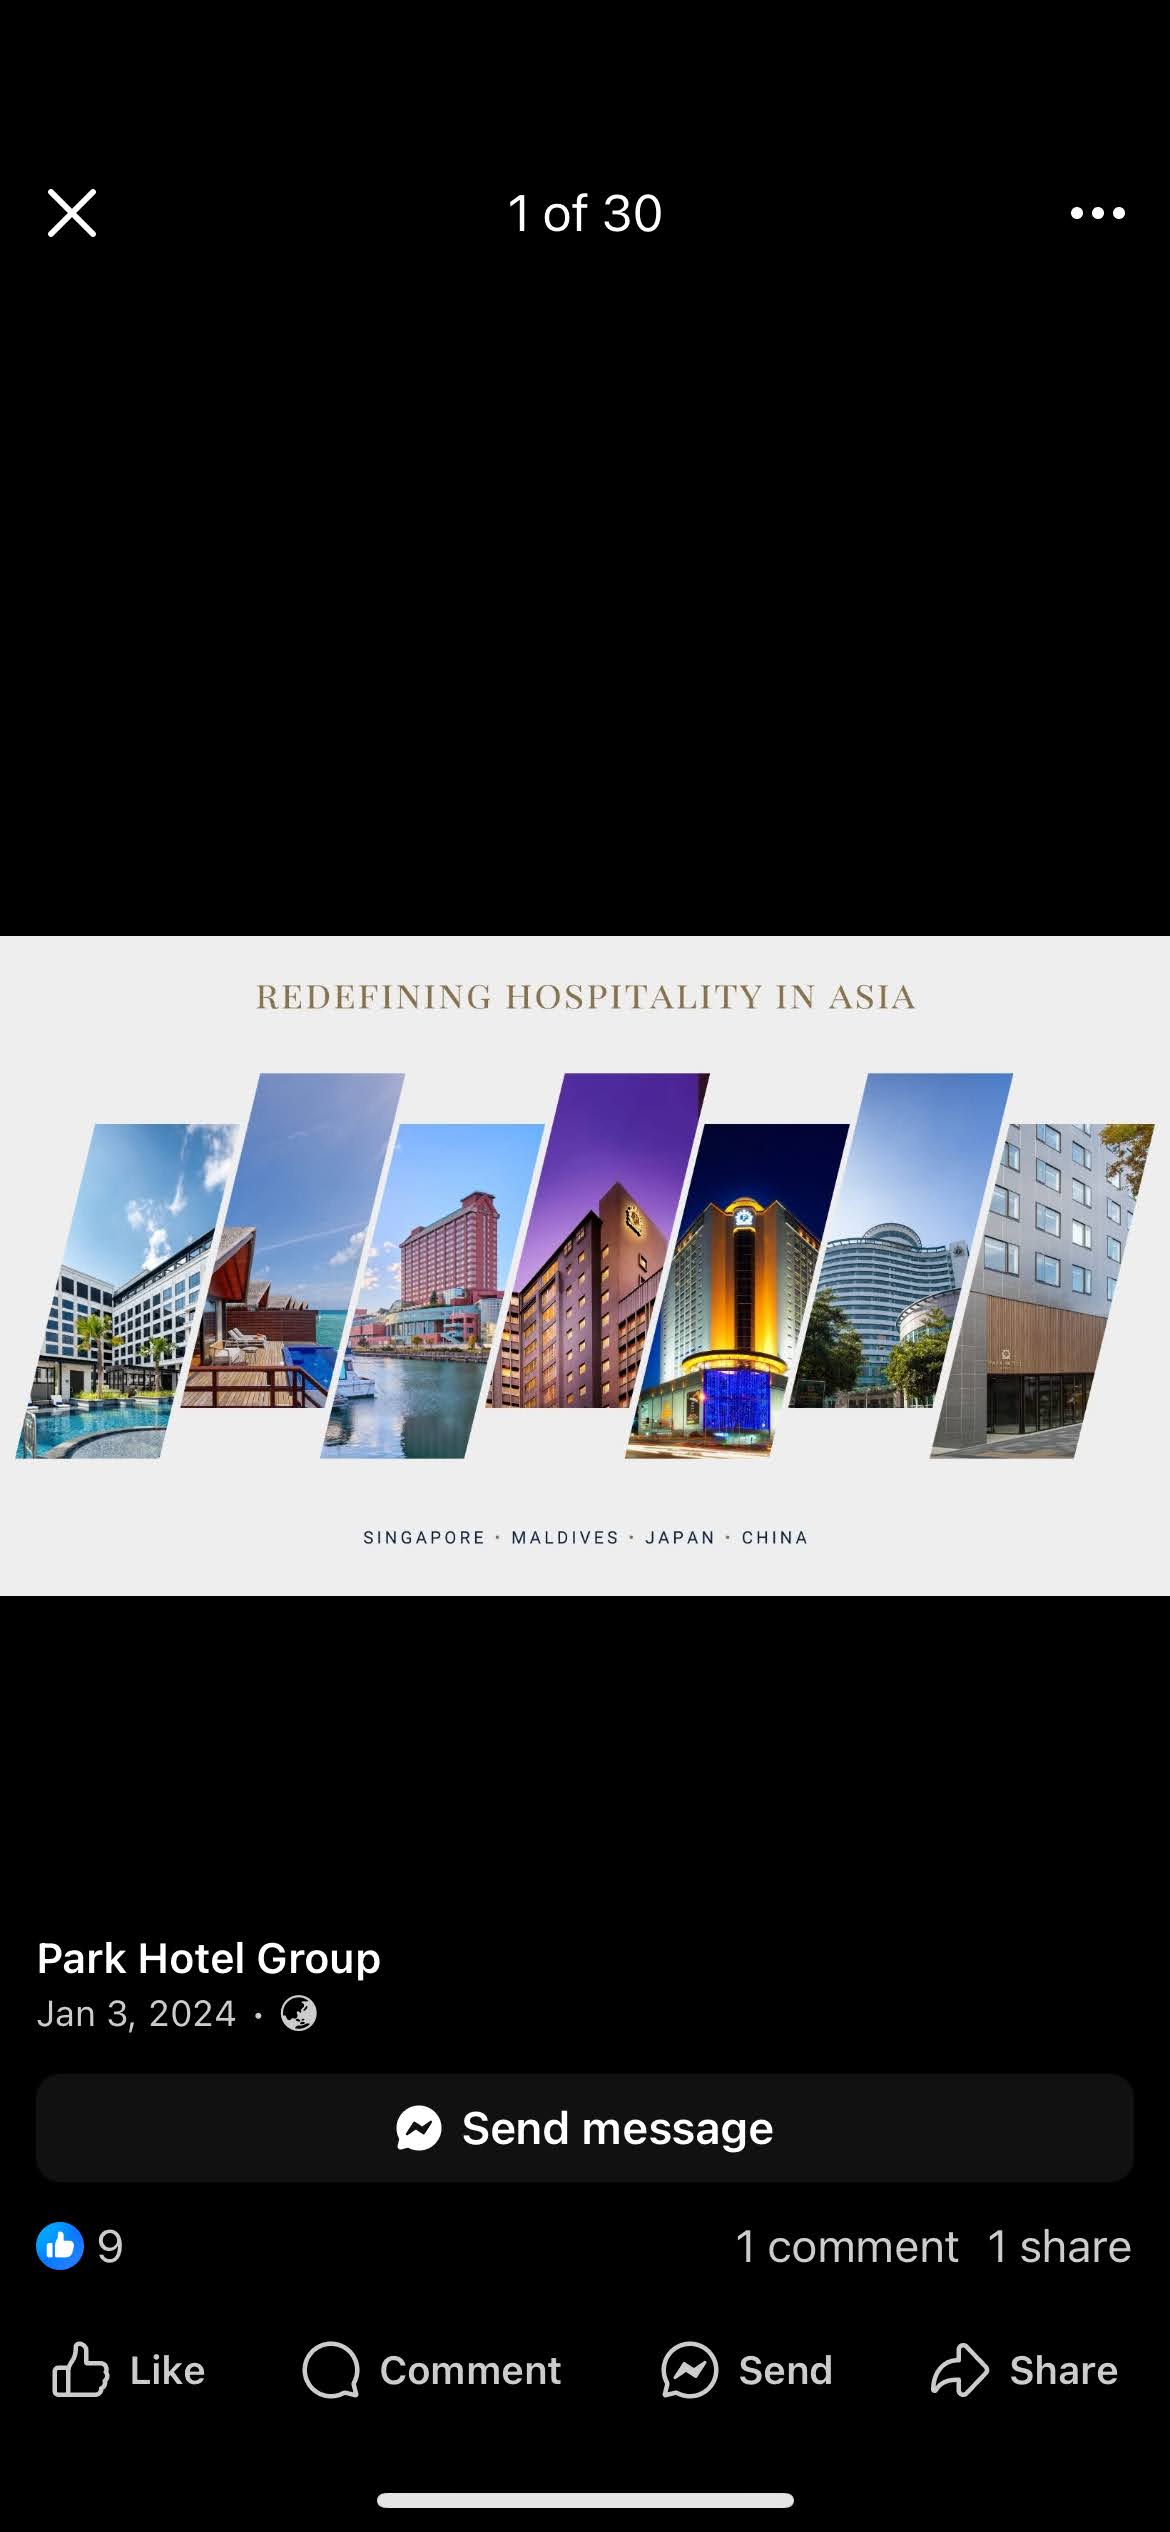 1 of 30
REDEFINING HOSPITALITY IN ASIA
SINGAPORE · MALDIVES · JAPAN · CHINA
Park Hotel Group
Jan 3, 2024 ·
Send message
9
1 comment 1 share
Like Comment Send Share